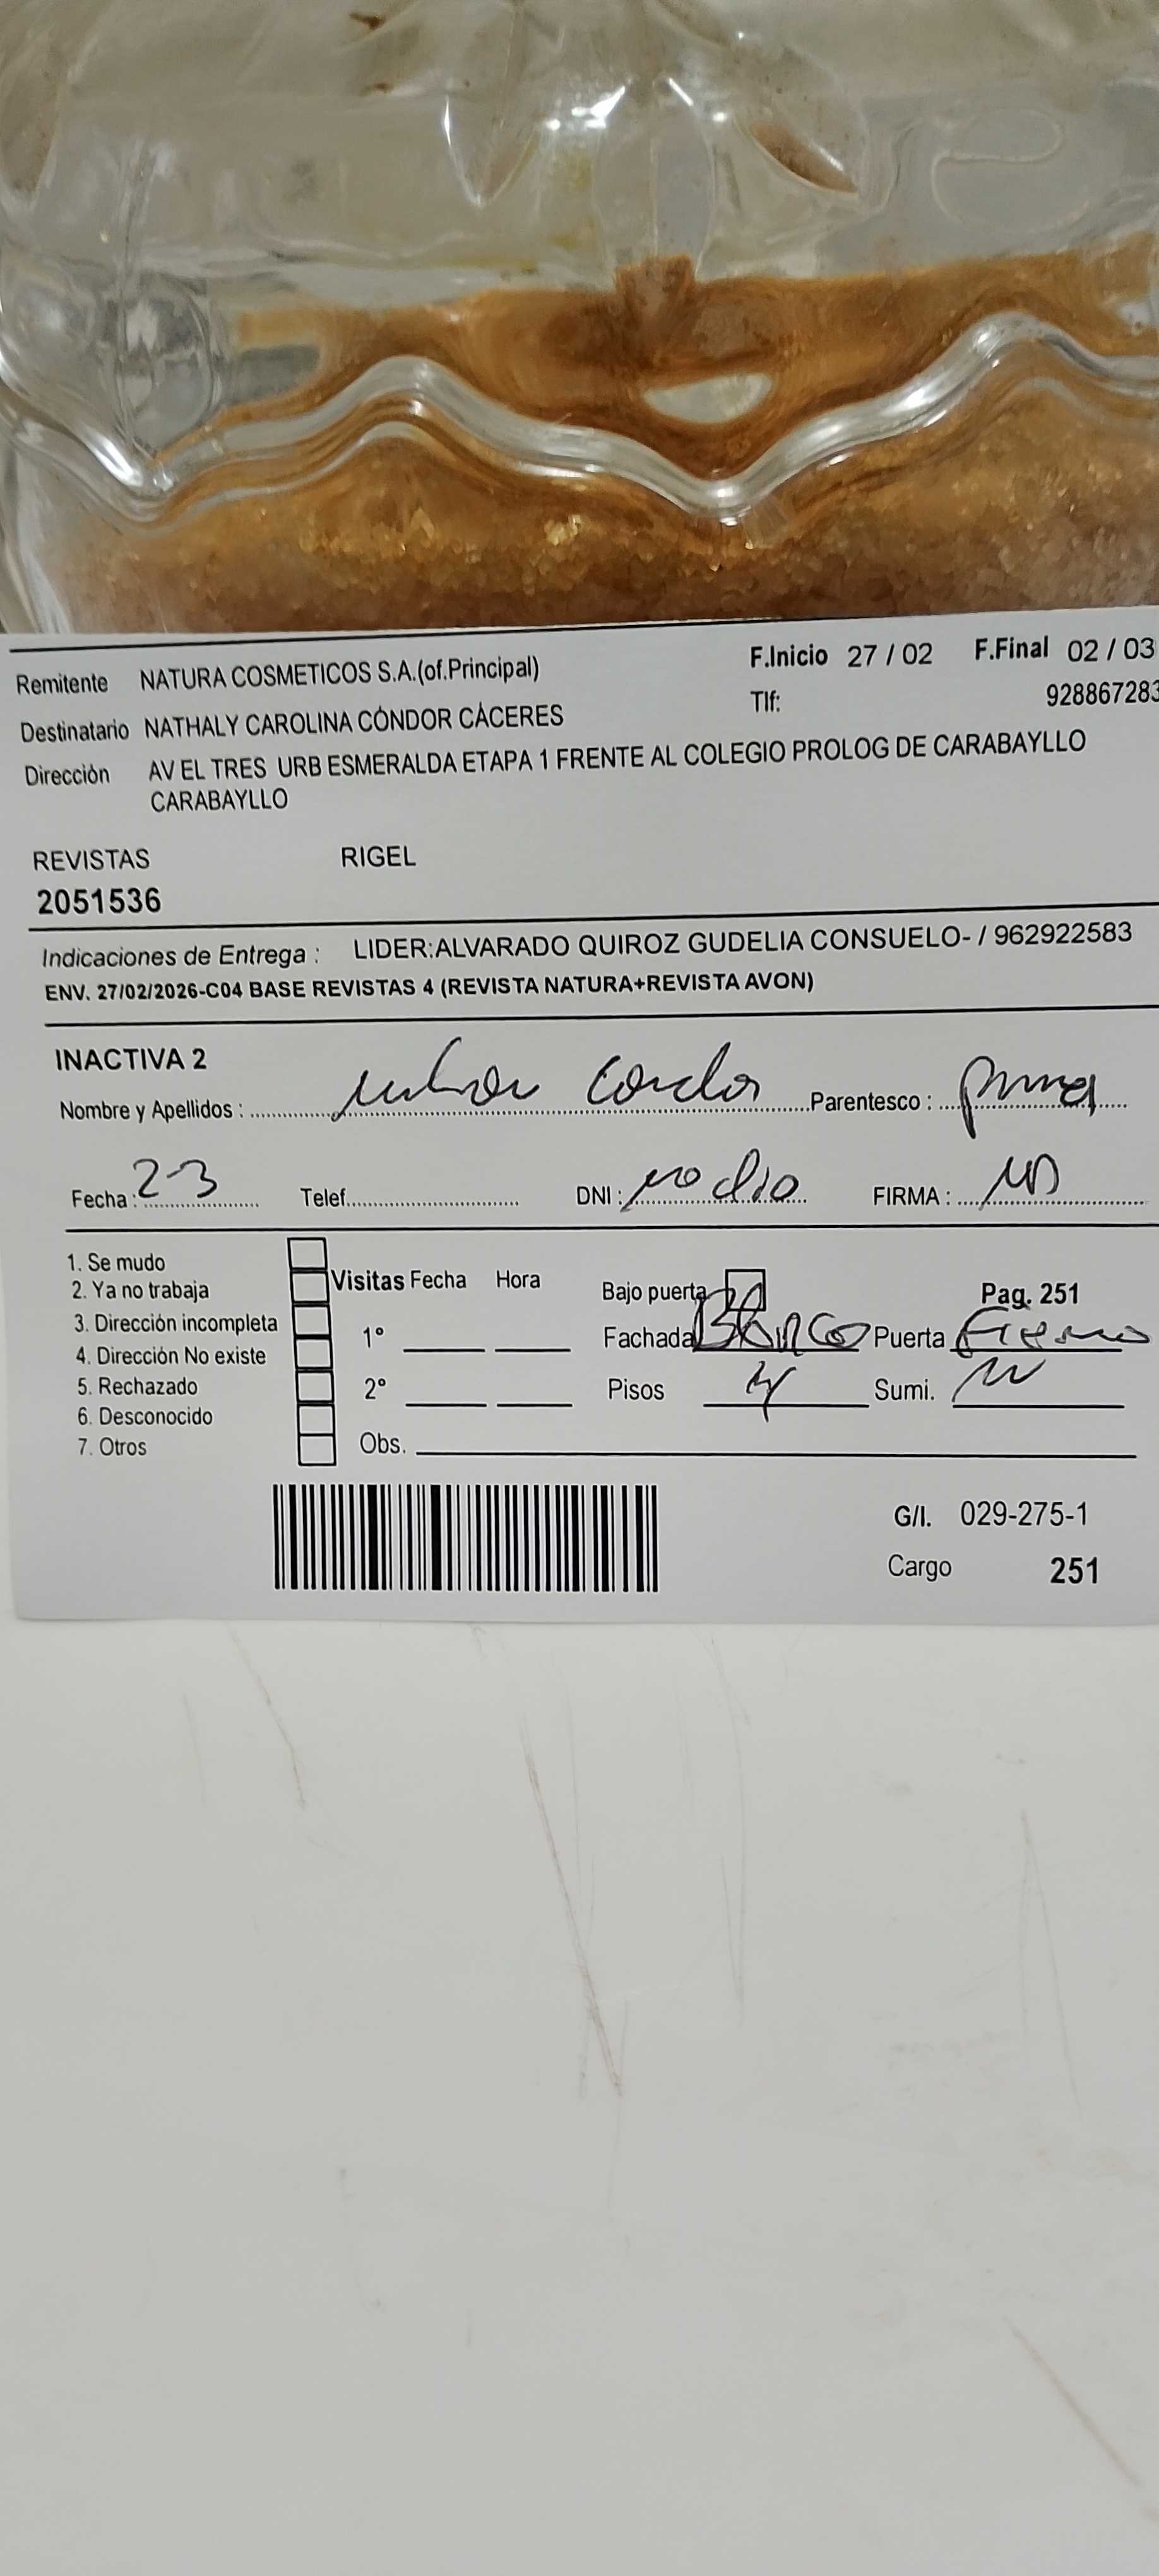 Remitente NATURA COSMETICOS S.A.(of.Principal) F.Inicio 27 / 02 F.Final 02 / 03
Destinatario NATHALY CAROLINA CÓNDOR CÁCERES Tlf: 928867283
Dirección AV EL TRES URB ESMERALDA ETAPA 1 FRENTE AL COLEGIO PROLOG DE CARABAYLLO
CARABAYLLO
REVISTAS RIGEL
2051536
Indicaciones de Entrega : LIDER:ALVARADO QUIROZ GUDELIA CONSUELO- / 962922583
ENV. 27/02/2026-C04 BASE REVISTAS 4 (REVISTA NATURA+REVISTA AVON)
INACTIVA 2
Nombre y Apellidos : Condor Parentesco : prima
Fecha : 2-3 Telef. DNI : no dio FIRMA :
1. Se mudo
2. Ya no trabaja Visitas Fecha Hora Bajo puerta Pag. 251
3. Dirección incompleta 1° Fachada Blanco Puerta Fierro
4. Dirección No existe
5. Rechazado 2° Pisos 4 Sumi.
6. Desconocido
7. Otros Obs.
G/I. 029-275-1
Cargo 251